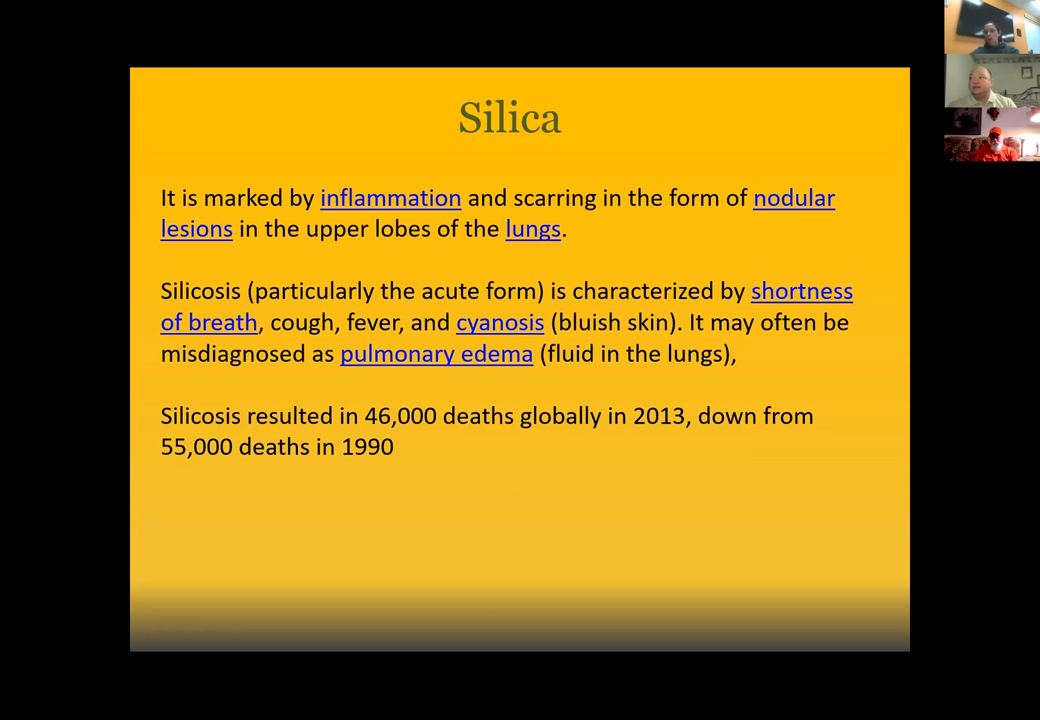 Silica
It is marked by inflammation and scarring in the form of nodular
lesions in the upper lobes of the lungs.
Silicosis (particularly the acute form) is characterized by shortness
of breath, cough, fever, and cyanosis (bluish skin). It may often be
misdiagnosed as pulmonary edema (fluid in the lungs),
Silicosis resulted in 46,000 deaths globally in 2013, down from
55,000 deaths in 1990